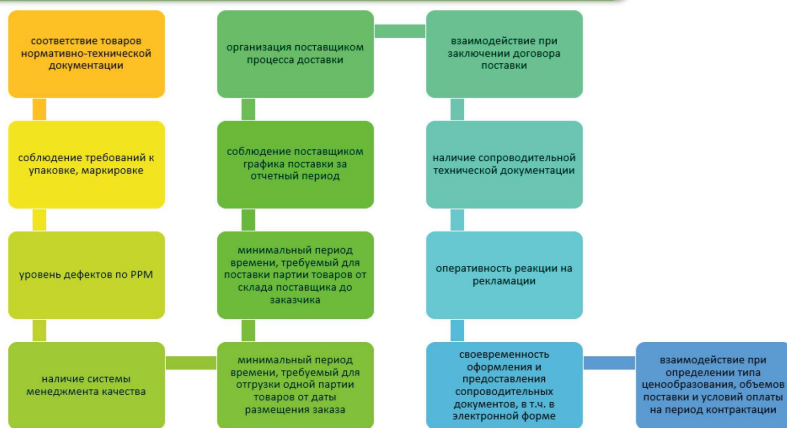 соответствие товаров
нормативно-технической
документации
соблюдение требований к
упаковке, маркировке
уровень дефектов по PPM
наличие системы
менеджмента качества
минимальный период
времени, требуемый для
отгрузки одной партии
товаров от даты
размещения заказа
минимальный период
времени, требуемый для
поставки партии товаров от
склада поставщика до
заказчика
соблюдение поставщиком
графика поставки за
отчетный период
организация поставщиком
процесса доставки
взаимодействие при
заключении договора
поставки
наличие сопроводительной
технической документации
оперативность реакции на
рекламации
своевременность
оформления и
предоставления
сопроводительных
документов, в т.ч. в
электронной форме
взаимодействие при
определении типа
ценообразования, объемов
поставки и условий оплаты
на период контрактации